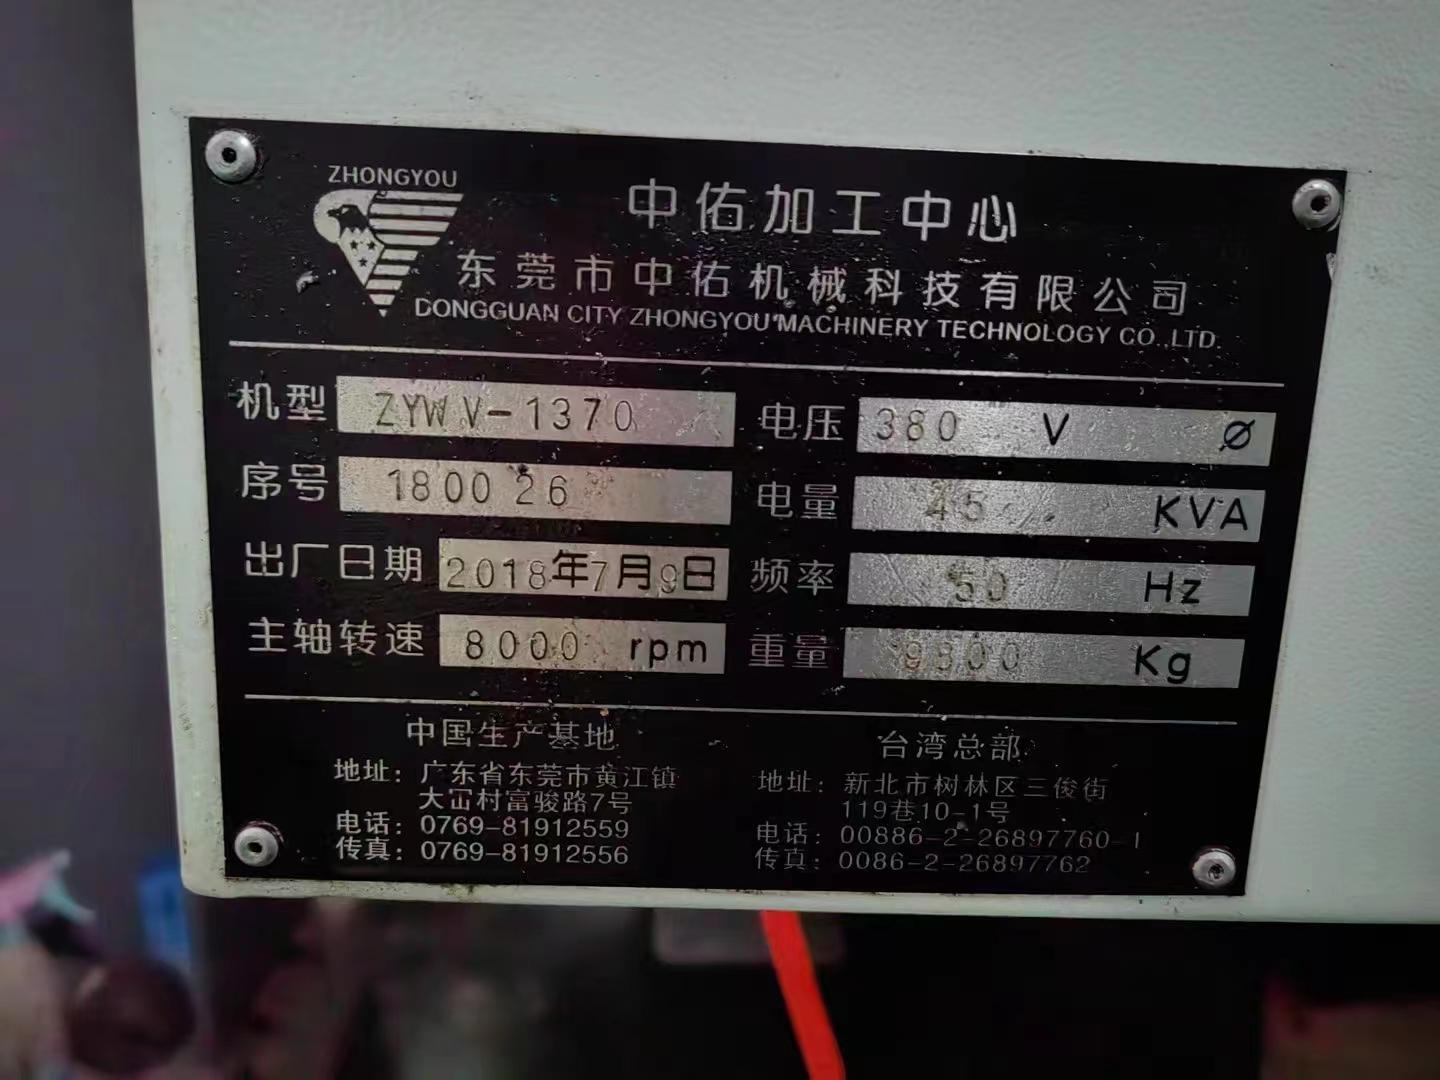 ZHONGYOU
中佑加工中心
东莞市中佑机械科技有限公司
DONGGUAN CITY ZHONGYOU MACHINERY TECHNOLOGY CO.,LTD.
机型 ZYWV-1370 电压 380 V Ø
序号 180026 电量 45 KVA
出厂日期 2018年7月9日 频率 50 Hz
主轴转速 8000 rpm 重量 9800 Kg
中国生产基地
地址：广东省东莞市黄江镇
大冚村富骏路7号
电话：0769-81912559
传真：0769-81912556
台湾总部
地址：新北市树林区三俊街
119巷10-1号
电话：00886-2-26897760-1
传真：0086-2-26897762